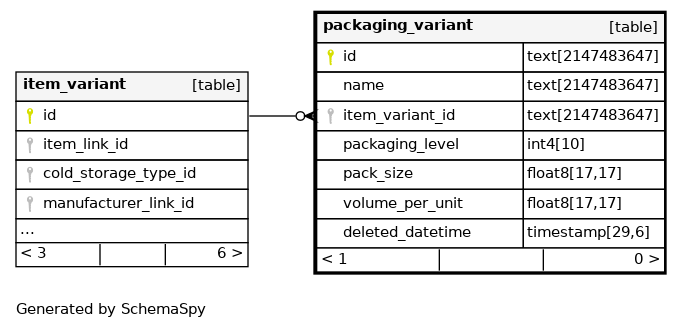 item_variant [table]
id
item_link_id
cold_storage_type_id
manufacturer_link_id
...
< 3 6 >
packaging_variant [table]
id text[2147483647]
name text[2147483647]
item_variant_id text[2147483647]
packaging_level int4[10]
pack_size float8[17,17]
volume_per_unit float8[17,17]
deleted_datetime timestamp[29,6]
< 1 0 >
Generated by SchemaSpy